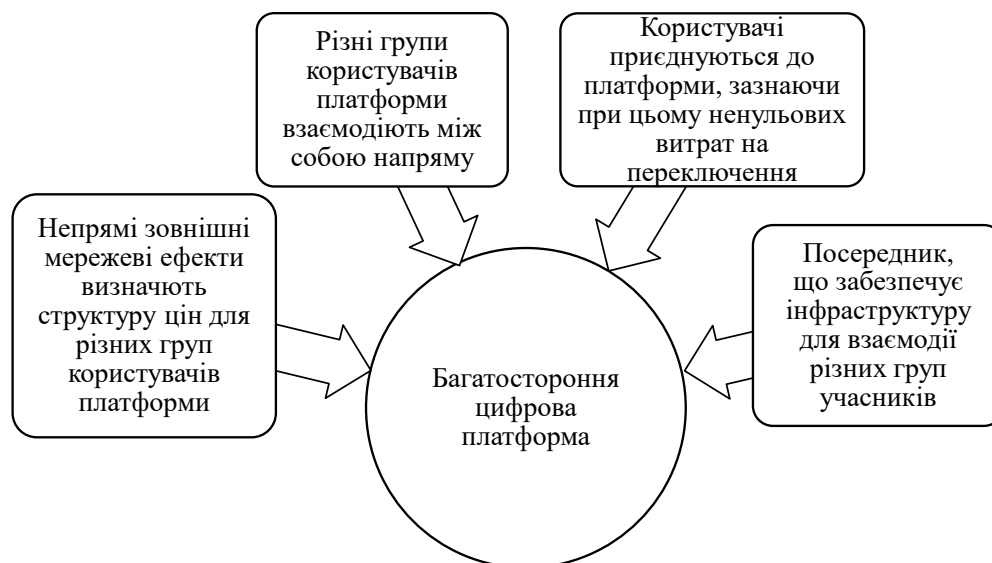 Непрямі зовнішні
мережеві ефекти
визначють
структуру цін для
різних груп
користувачів
платформи
Різні групи
користувачів
платформи
взаємодіють між
собою напряму
Користувачі
приєднуються до
платформи, зазнаючи
при цьому ненульових
витрат на
переключення
Посередник,
що забезпечує
інфраструктуру
для взаємодії
різних груп
учасників
Багатостороння
цифрова
платформа